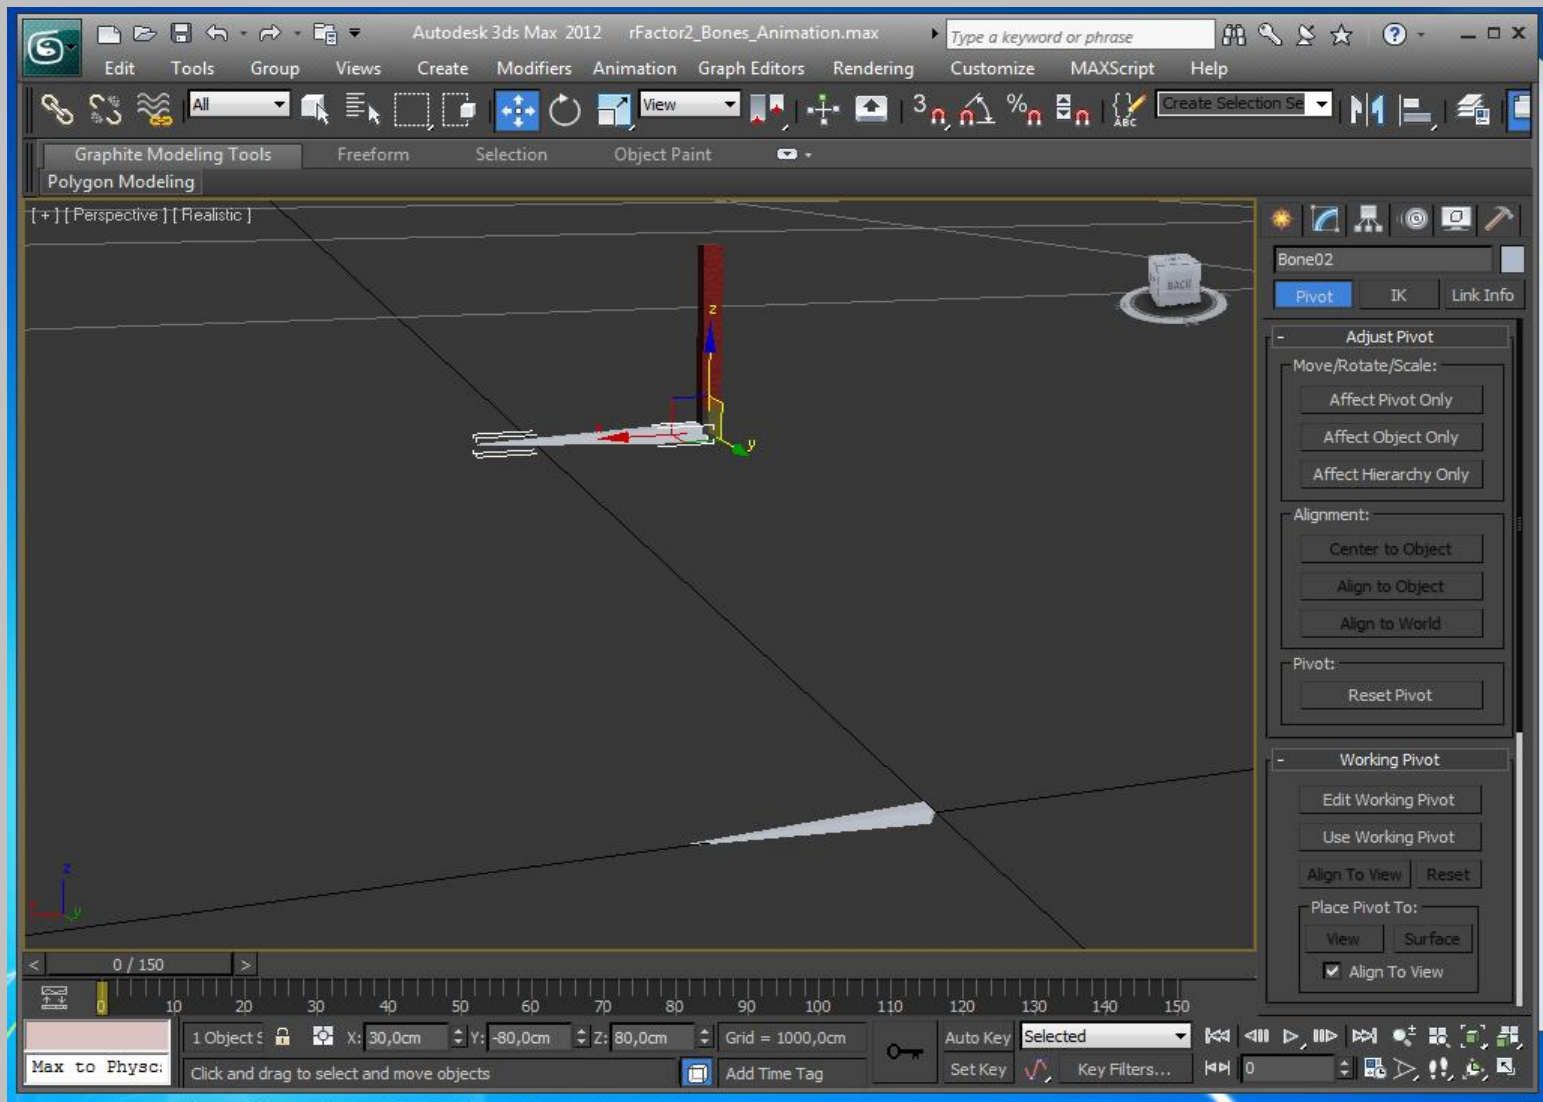 Autodesk 3ds Max 2012 rFactor2_Bones_Animation.max Type a keyword or phrase
Edit Tools Group Views Create Modifiers Animation Graph Editors Rendering Customize MAXScript Help
All View 3 % ABC Create Selection Se
Graphite Modeling Tools Freeform Selection Object Paint
Polygon Modeling
[ + ] [ Perspective ] [ Realistic ]
BACK
z
x
y
z
y
Bone02
Pivot IK Link Info
- Adjust Pivot
Move/Rotate/Scale:
Affect Pivot Only
Affect Object Only
Affect Hierarchy Only
Alignment:
Center to Object
Align to Object
Align to World
Pivot:
Reset Pivot
- Working Pivot
Edit Working Pivot
Use Working Pivot
Align To View Reset
Place Pivot To:
View Surface
Align To View
< 0 / 150 >
0 10 20 30 40 50 60 70 80 90 100 110 120 130 140 150
1 Object S X: 30,0cm Y: -80,0cm Z: 80,0cm Grid = 1000,0cm Auto Key Selected
Max to Physc: Click and drag to select and move objects Add Time Tag Set Key Key Filters... 0